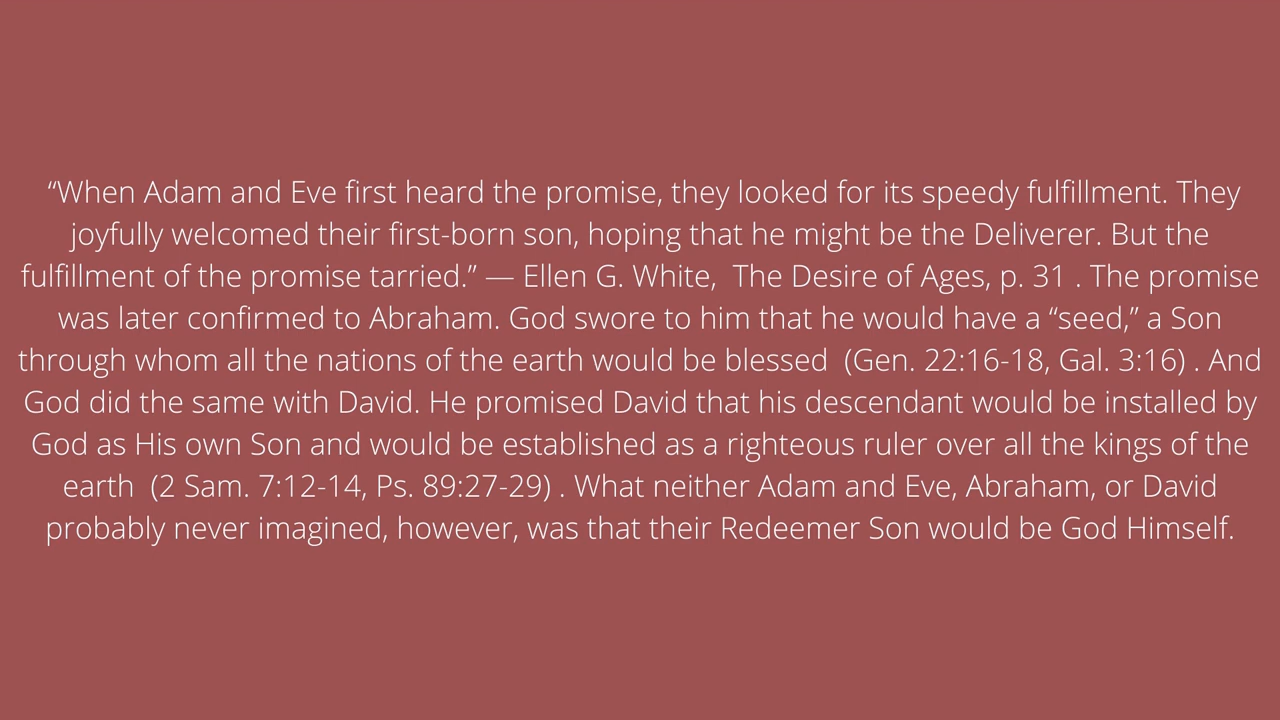 “When Adam and Eve first heard the promise, they looked for its speedy fulfillment. They
joyfully welcomed their first-born son, hoping that he might be the Deliverer. But the
fulfillment of the promise tarried.” — Ellen G. White,  The Desire of Ages, p. 31 . The promise
was later confirmed to Abraham. God swore to him that he would have a “seed,” a Son
through whom all the nations of the earth would be blessed  (Gen. 22:16-18, Gal. 3:16) . And
God did the same with David. He promised David that his descendant would be installed by
God as His own Son and would be established as a righteous ruler over all the kings of the
earth  (2 Sam. 7:12-14, Ps. 89:27-29) . What neither Adam and Eve, Abraham, or David
probably never imagined, however, was that their Redeemer Son would be God Himself.